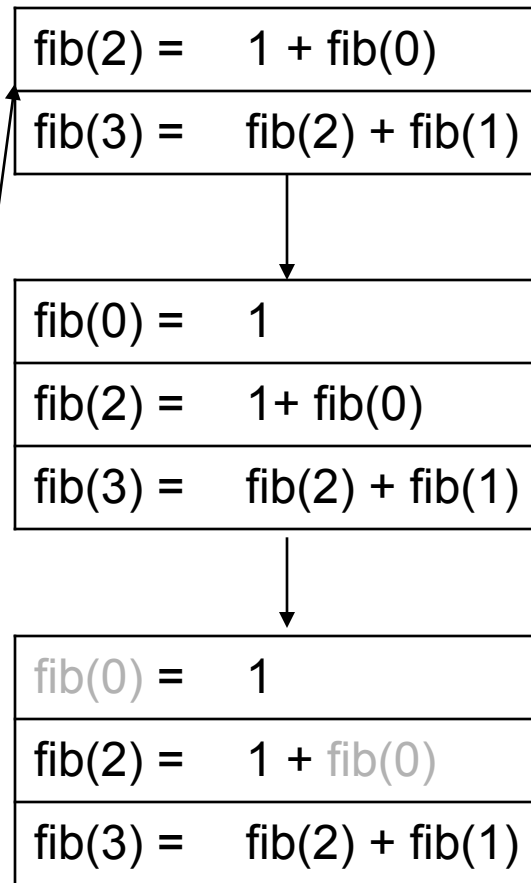 fib(2) = 1 + fib(0)
fib(3) = fib(2) + fib(1)
fib(0) = 1
fib(2) = 1+ fib(0)
fib(3) = fib(2) + fib(1)
fib(0) = 1
fib(2) = 1 + fib(0)
fib(3) = fib(2) + fib(1)